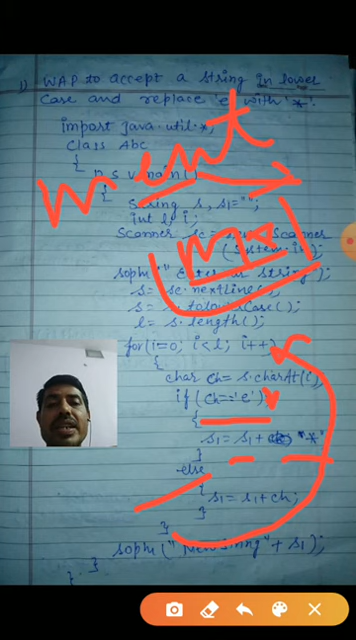 1) WAP to accept a string in lower
case and replace 'e' with '*'.
import java.util.*;
class Abc
{
p s v main()
{
String s, s1="";
int l, i;
Scanner sc = Scanner
(System.in);
sopln(" Enter string");
s = sc.nextLine();
s = s.toLowerCase();
l = s.length();
for(i=0; i<l; i++)
{
char ch = s.charAt(i)
if (ch=='e')
{
s1 = s1 + "*"
}
else
{
s1 = s1 + ch;
}
}
sopln(" New string" + s1);
}
}
ment